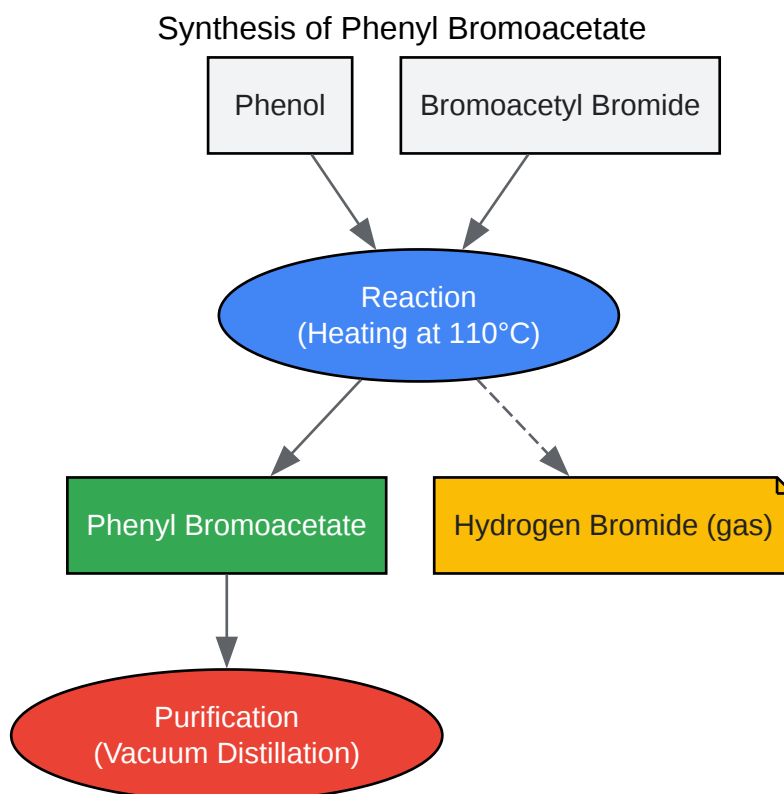 Synthesis of Phenyl Bromoacetate
Phenol
Bromoacetyl Bromide
Reaction
(Heating at 110°C)
Phenyl Bromoacetate
Hydrogen Bromide (gas)
Purification
(Vacuum Distillation)